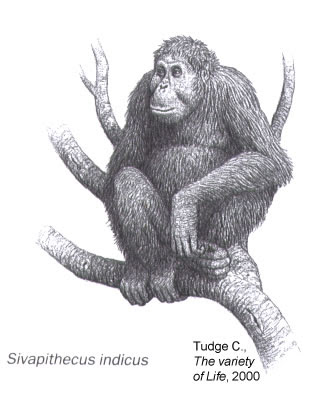 Sivapithecus indicus
Tudge C.,
The variety
of Life, 2000